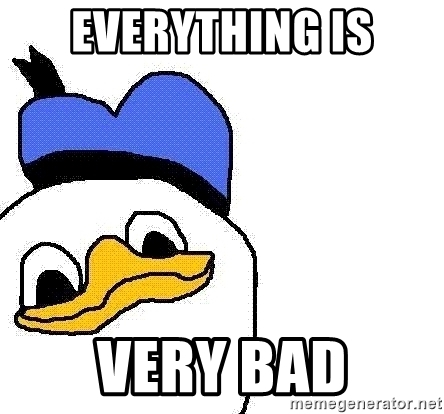 EVERYTHING IS
VERY BAD
memegenerator.net